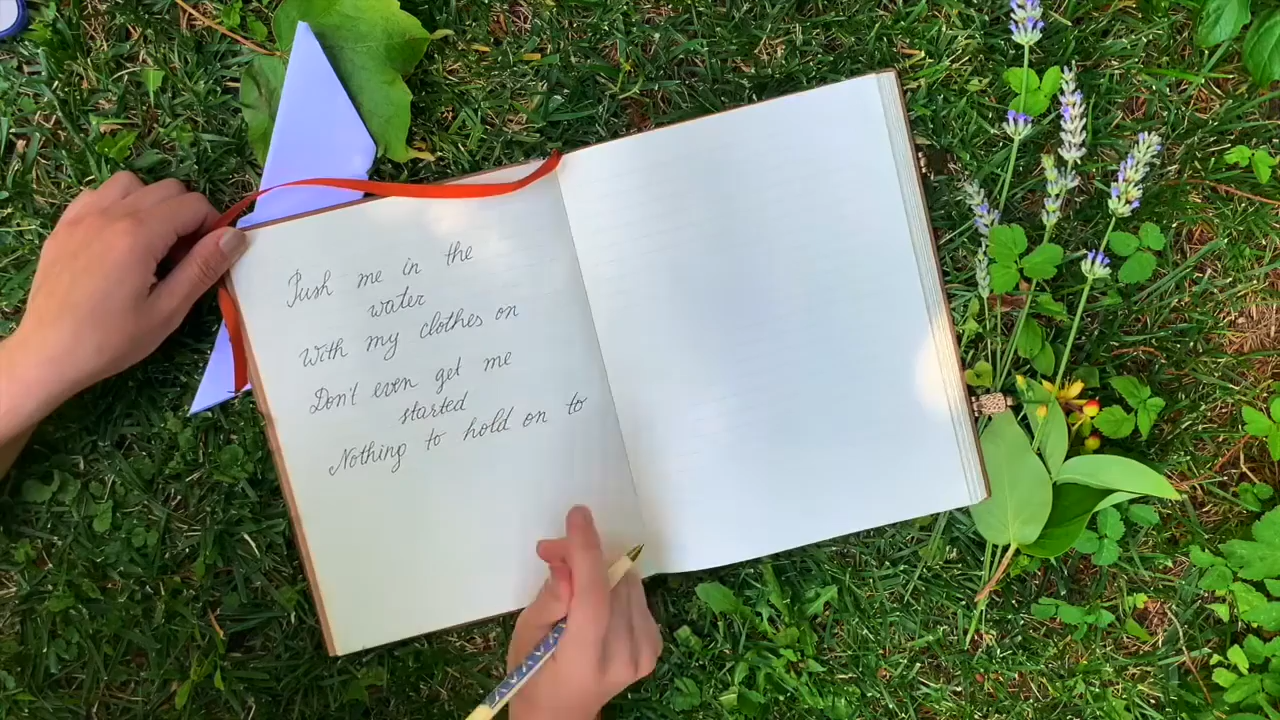 Push me in the
water
With my clothes on
Don't even get me
started
Nothing to hold on to